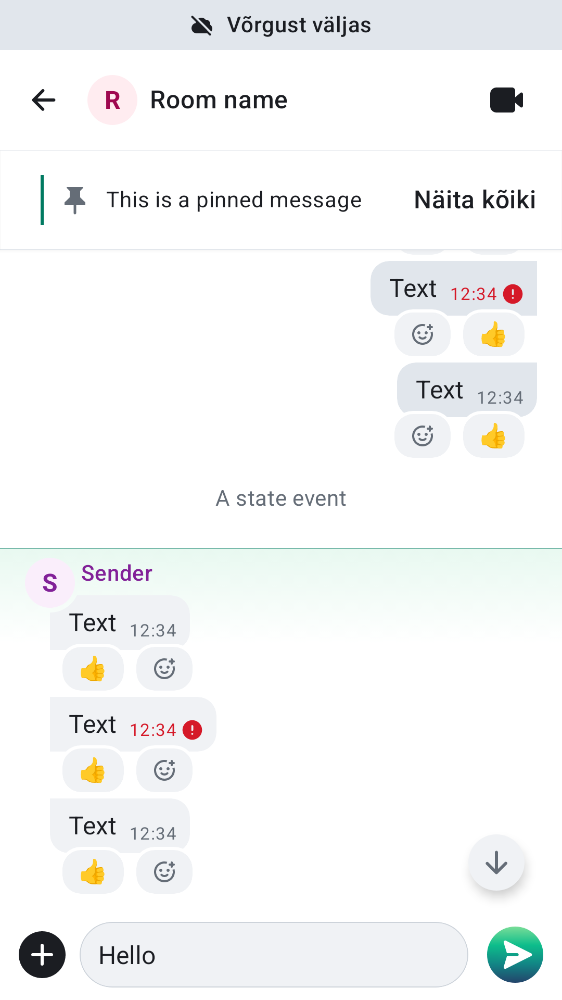 Võrgust väljas
R Room name
This is a pinned message Näita kõiki
Text 12:34
👍
Text 12:34
👍
A state event
S Sender
Text 12:34
👍
Text 12:34
👍
Text 12:34
👍
Hello